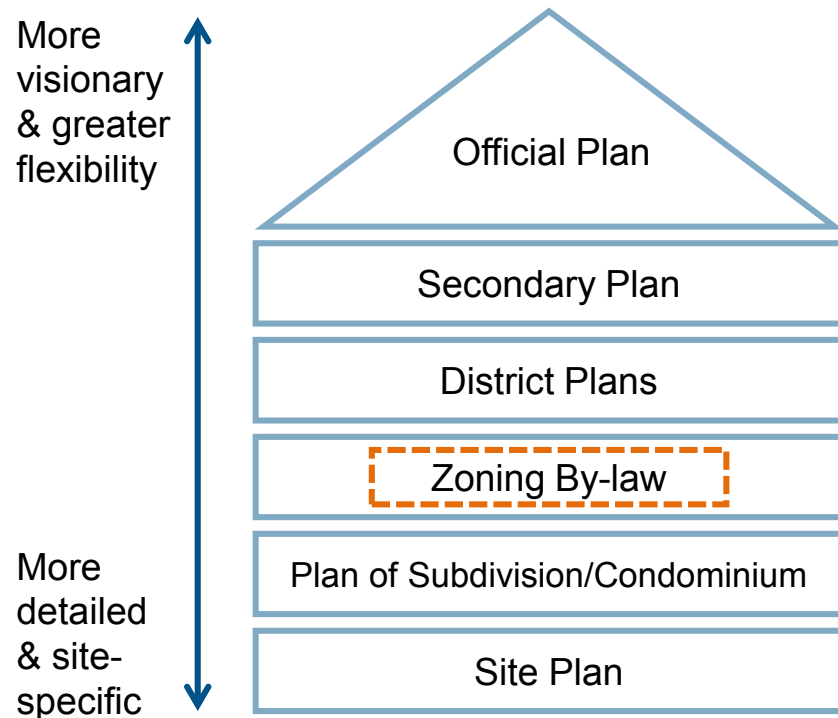 More
visionary
& greater
flexibility
Official Plan
Secondary Plan
District Plans
Zoning By-law
Plan of Subdivision/Condominium
Site Plan
More
detailed
& site-
specific